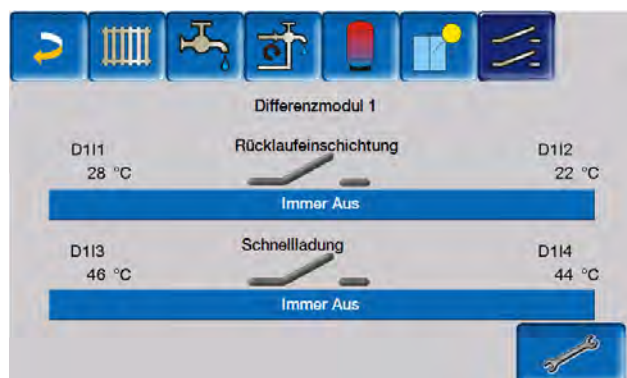 Differenzmodul 1
D1I1 Rücklaufeinschichtung D1I2
28 °C 22 °C
Immer Aus
D1I3 Schnellladung D1I4
46 °C 44 °C
Immer Aus